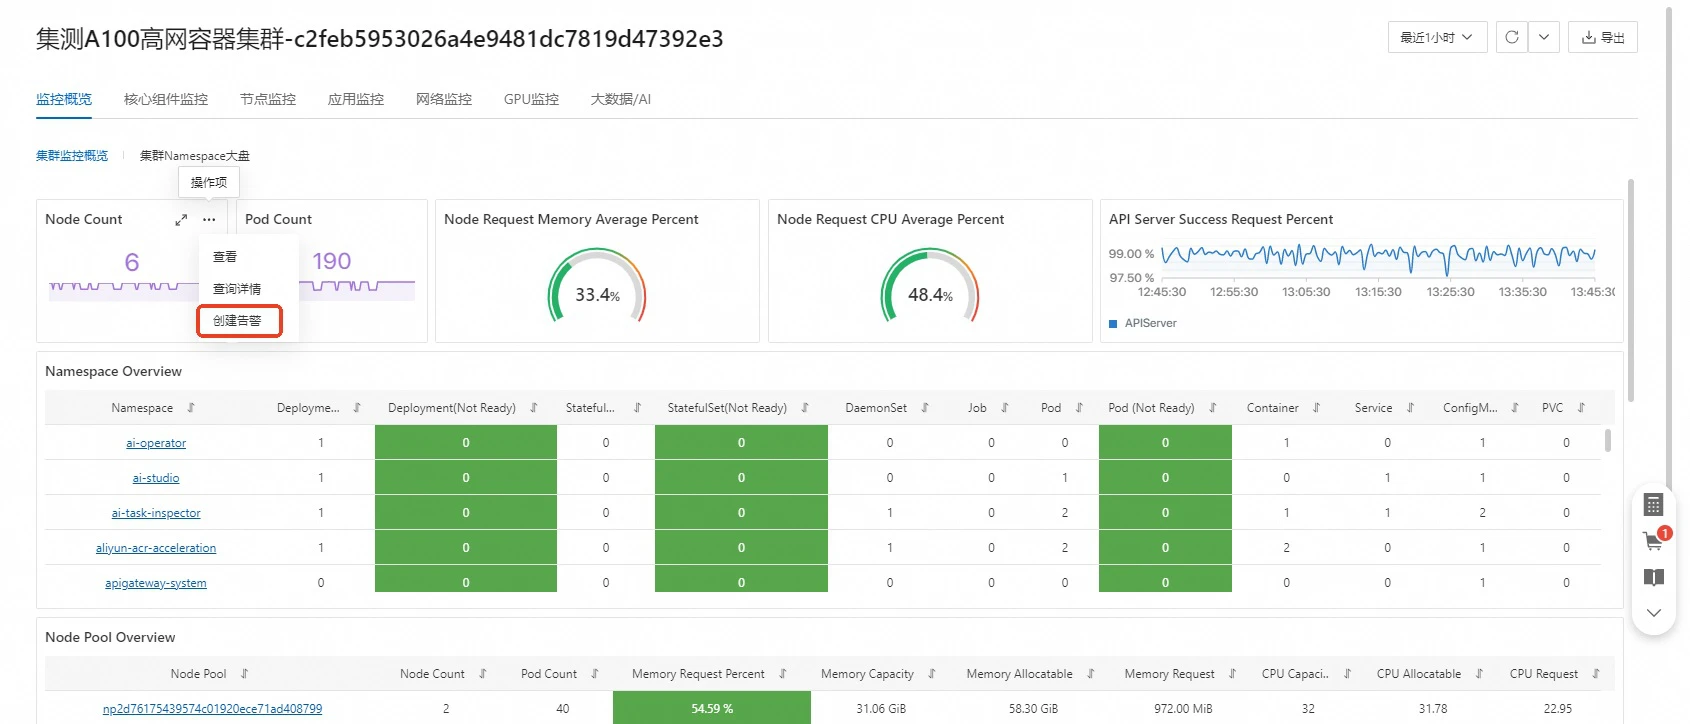 集测A100高网容器集群-c2feb5953026a4e9481dc7819d47392e3
最近1小时
导出
监控概览 核心组件监控 节点监控 应用监控 网络监控 GPU监控 大数据/AI
集群监控概览 集群Namespace大盘
操作项
Node Count
6
查看
查询详情
创建告警
Pod Count
190
Node Request Memory Average Percent
33.4%
Node Request CPU Average Percent
48.4%
API Server Success Request Percent
99.00 %
97.50 %
12:45:30 12:55:30 13:05:30 13:15:30 13:25:30 13:35:30 13:45:30
APIServer
Namespace Overview
Namespace Deployme... Deployment(Not Ready) Stateful... StatefulSet(Not Ready) DaemonSet Job Pod Pod (Not Ready) Container Service ConfigM... PVC
ai-operator 1 0 0 0 0 0 0 0 1 0 1 0
ai-studio 1 0 0 0 0 0 1 0 0 1 1 0
ai-task-inspector 1 0 0 0 1 0 2 0 1 1 2 0
aliyun-acr-acceleration 1 0 0 0 1 0 2 0 2 0 1 0
apigateway-system 0 0 0 0 0 0 0 0 0 0 1 0
1
Node Pool Overview
Node Pool Node Count Pod Count Memory Request Percent Memory Capacity Memory Allocatable Memory Request CPU Capaci.. CPU Allocatable CPU Request
np2d76175439574c01920ece71ad408799 2 40 54.59 % 31.06 GiB 58.30 GiB 972.00 MiB 32 31.78 22.95